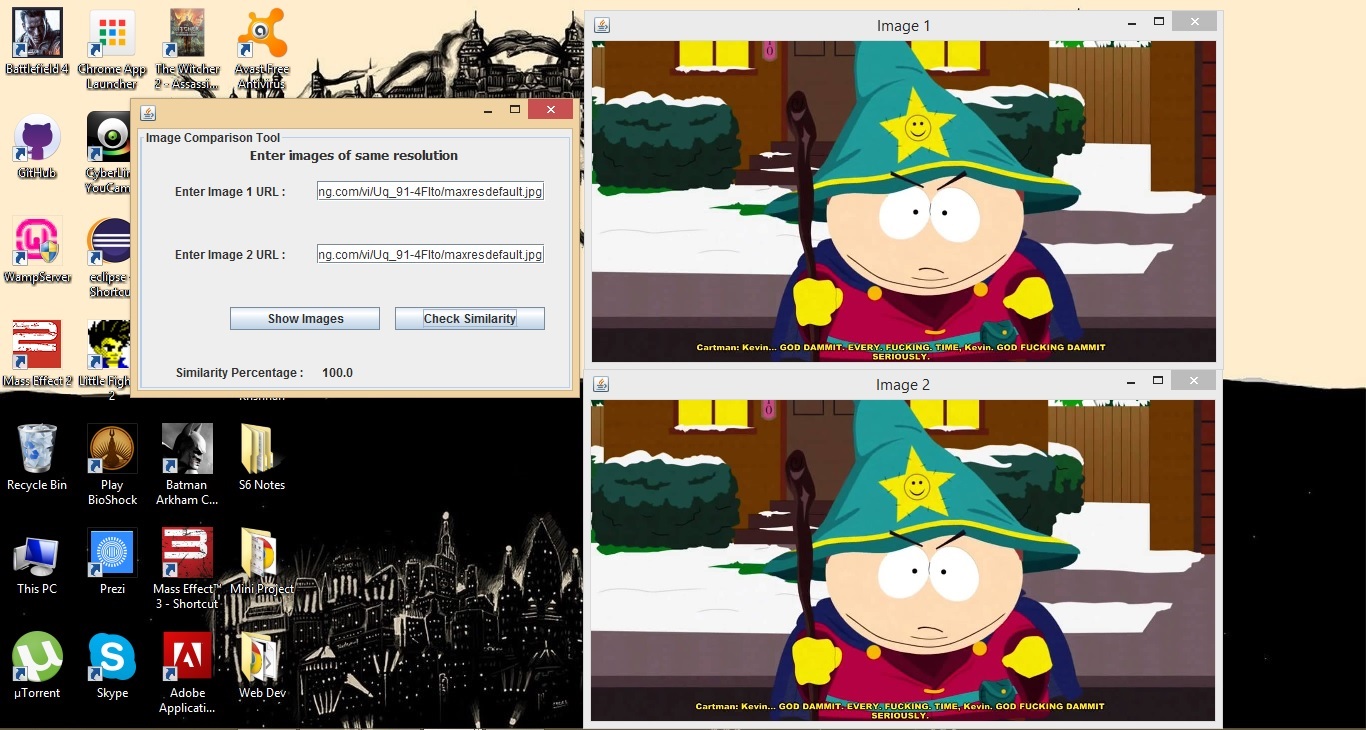 Battlefield 4
Chrome App
Launcher
The Witcher
2 - Assassi...
Avast Free
Antivirus
GitHub
CyberLin
YouCam
WampServer
eclipse -
Shortcu
Mass Effect 2
Little Figh
2
Recycle Bin
Play
BioShock
Batman
Arkham C...
S6 Notes
This PC
Prezi
Mass Effect™
3 - Shortcut
Mini Project
µTorrent
Skype
Adobe
Applicati...
Web Dev
Image Comparison Tool
Enter images of same resolution
Enter Image 1 URL :
ng.com/vi/Uq_91-4FIto/maxresdefault.jpg
Enter Image 2 URL :
ng.com/vi/Uq_91-4FIto/maxresdefault.jpg
Show Images
Check Similarity
Similarity Percentage :
100.0
Image 1
0
Cartman: Kevin... GOD DAMMIT. EVERY. FUCKING. TIME, Kevin. GOD FUCKING DAMMIT
SERIOUSLY.
Image 2
0
Cartman: Kevin... GOD DAMMIT. EVERY. FUCKING. TIME, Kevin. GOD FUCKING DAMMIT
SERIOUSLY.